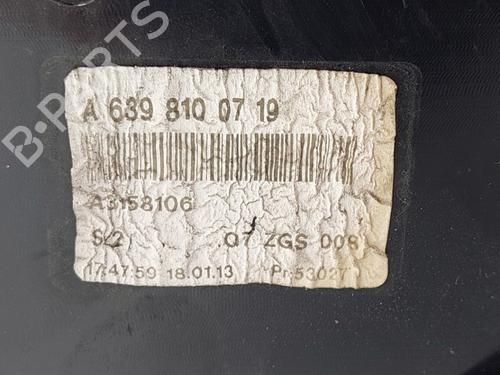 B-PARTS
A 639 810 07 19
A3158106
S/2 Q7 ZGS 008
17:47:59 18.01.13 Pr-53027